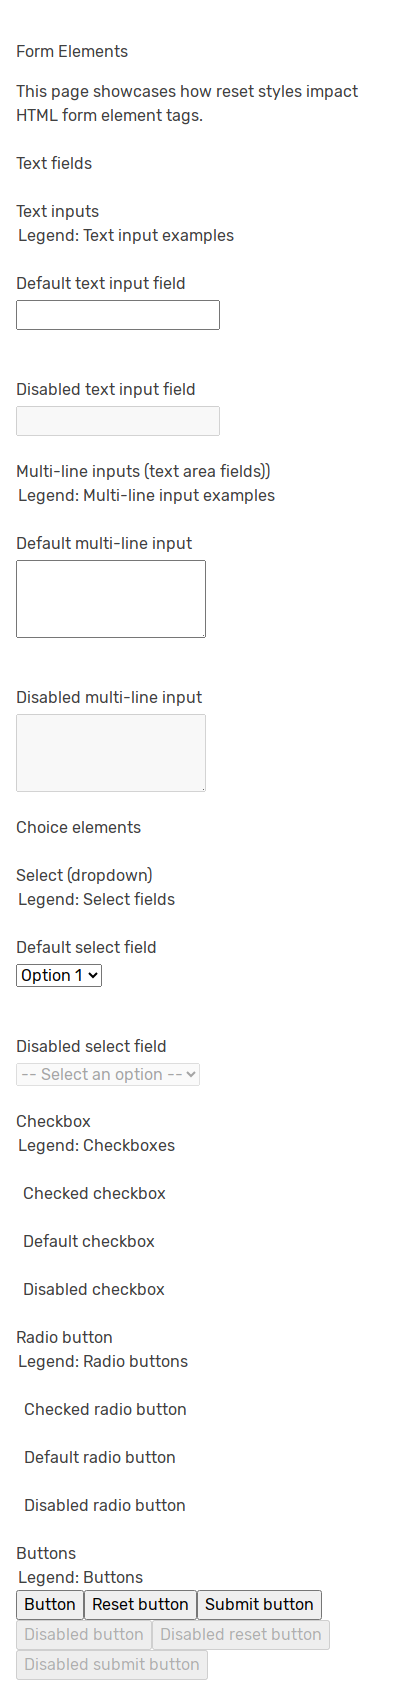 Form Elements
This page showcases how reset styles impact
HTML form element tags.
Text fields
Text inputs
Legend: Text input examples
Default text input field
Disabled text input field
Multi-line inputs (text area fields))
Legend: Multi-line input examples
Default multi-line input
Disabled multi-line input
Choice elements
Select (dropdown)
Legend: Select fields
Default select field
Option 1
Disabled select field
-- Select an option --
Checkbox
Legend: Checkboxes
Checked checkbox
Default checkbox
Disabled checkbox
Radio button
Legend: Radio buttons
Checked radio button
Default radio button
Disabled radio button
Buttons
Legend: Buttons
Button Reset button Submit button
Disabled button Disabled reset button
Disabled submit button